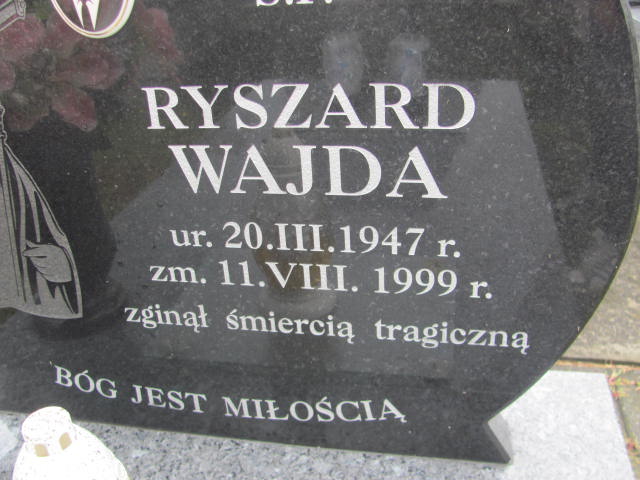 Ś.P.
RYSZARD
WAJDA
ur. 20.III.1947 r.
zm. 11.VIII. 1999 r.
zginął śmiercią tragiczną
BÓG JEST MIŁOŚCIĄ